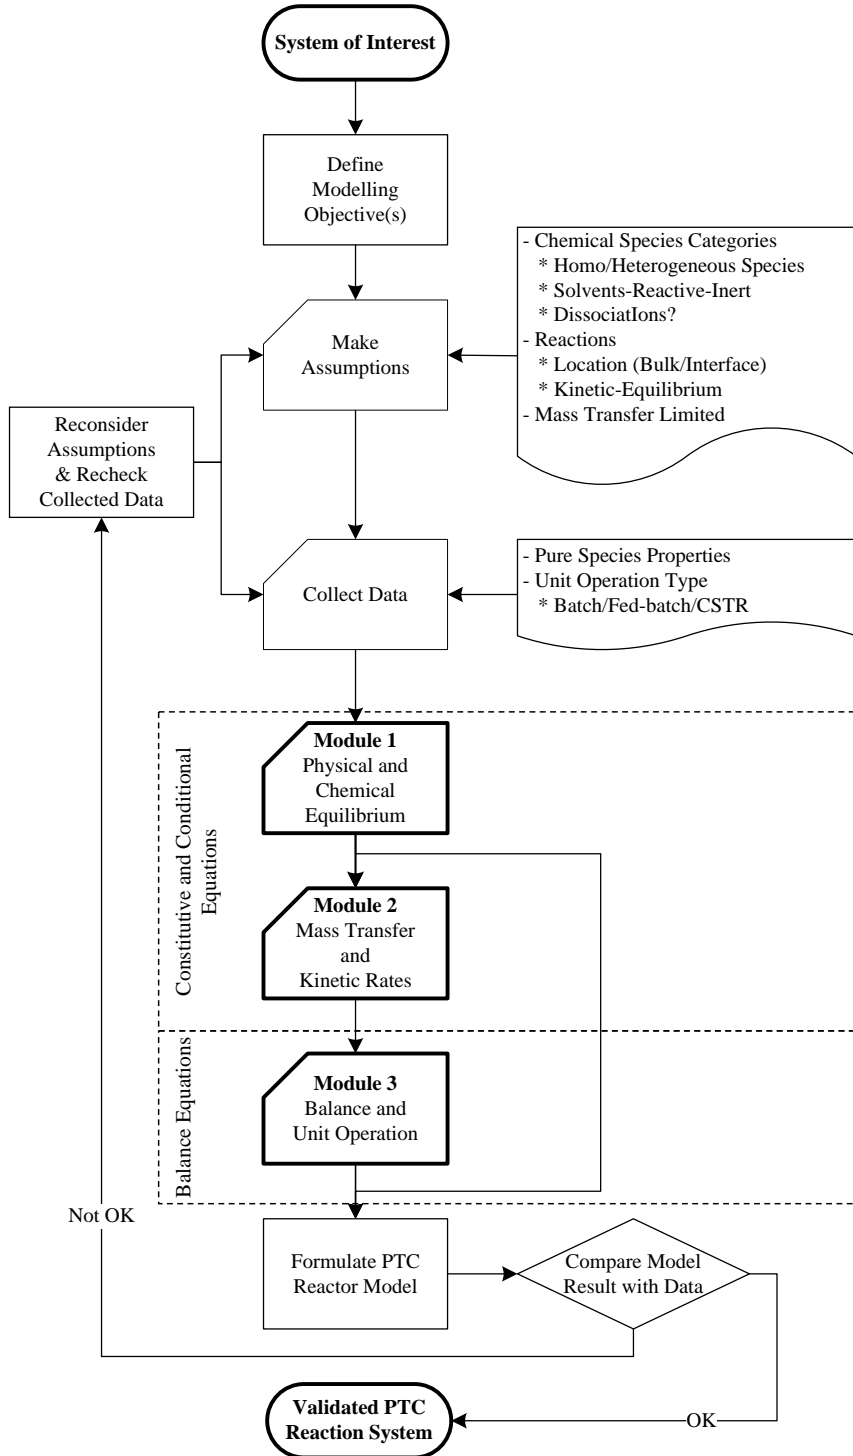 System of Interest
Define
Modelling
Objective(s)
- Chemical Species Categories
* Homo/Heterogeneous Species
* Solvents-Reactive-Inert
* DissociatIons?
- Reactions
* Location (Bulk/Interface)
* Kinetic-Equilibrium
- Mass Transfer Limited
Make
Assumptions
Reconsider
Assumptions
& Recheck
Collected Data
Collect Data
- Pure Species Properties
- Unit Operation Type
* Batch/Fed-batch/CSTR
Constitutive and Conditional
Equations
Module 1
Physical and
Chemical
Equilibrium
Module 2
Mass Transfer
and
Kinetic Rates
Balance Equations
Module 3
Balance and
Unit Operation
Not OK
Formulate PTC
Reactor Model
Compare Model
Result with Data
Validated PTC
Reaction System
OK